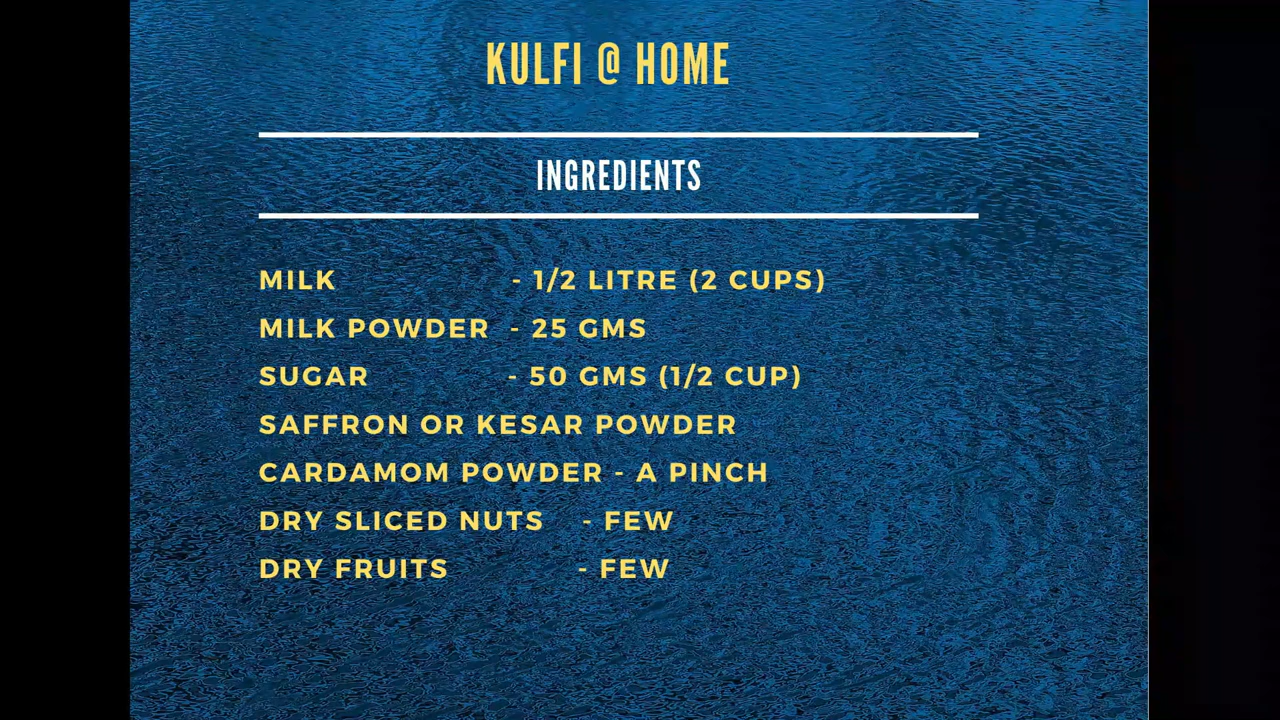 KULFI @ HOME
INGREDIENTS
MILK - 1/2 LITRE (2 CUPS)
MILK POWDER - 25 GMS
SUGAR - 50 GMS (1/2 CUP)
SAFFRON OR KESAR POWDER
CARDAMOM POWDER - A PINCH
DRY SLICED NUTS - FEW
DRY FRUITS - FEW